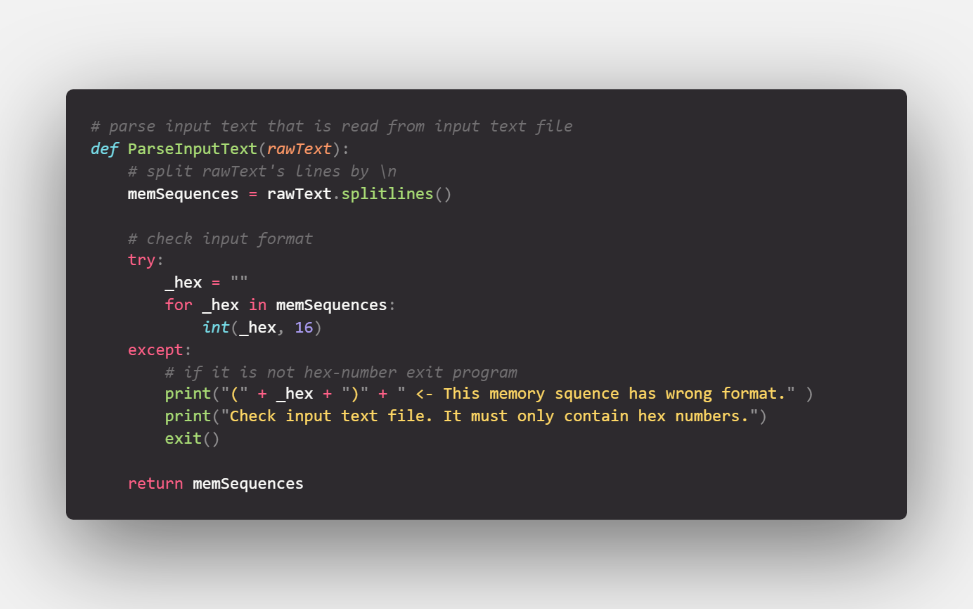 # parse input text that is read from input text file
def ParseInputText(rawText):
    # split rawText's lines by \n
    memSequences = rawText.splitlines()

    # check input format
    try:
        _hex = ""
        for _hex in memSequences:
            int(_hex, 16)
    except:
        # if it is not hex-number exit program
        print("(" + _hex + ")" + " <- This memory squence has wrong format." )
        print("Check input text file. It must only contain hex numbers.")
        exit()

    return memSequences